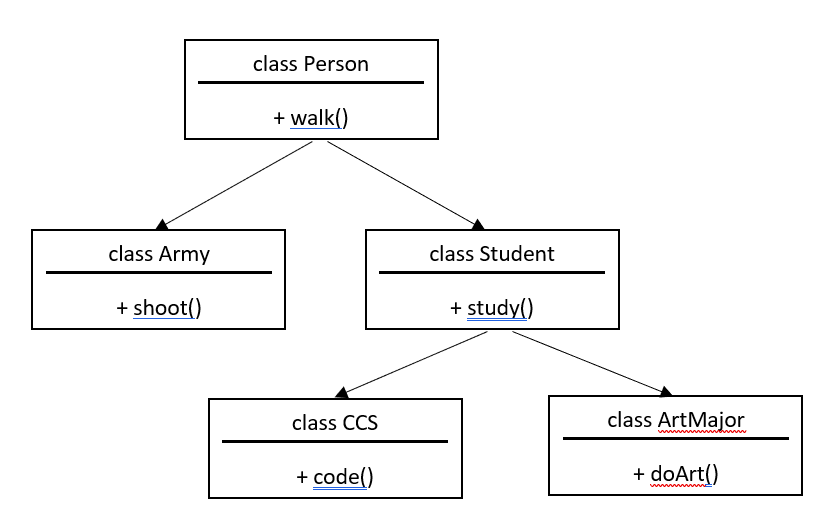 class Person
+ walk()
class Army
+ shoot()
class Student
+ study()
class CCS
+ code()
class ArtMajor
+ doArt()